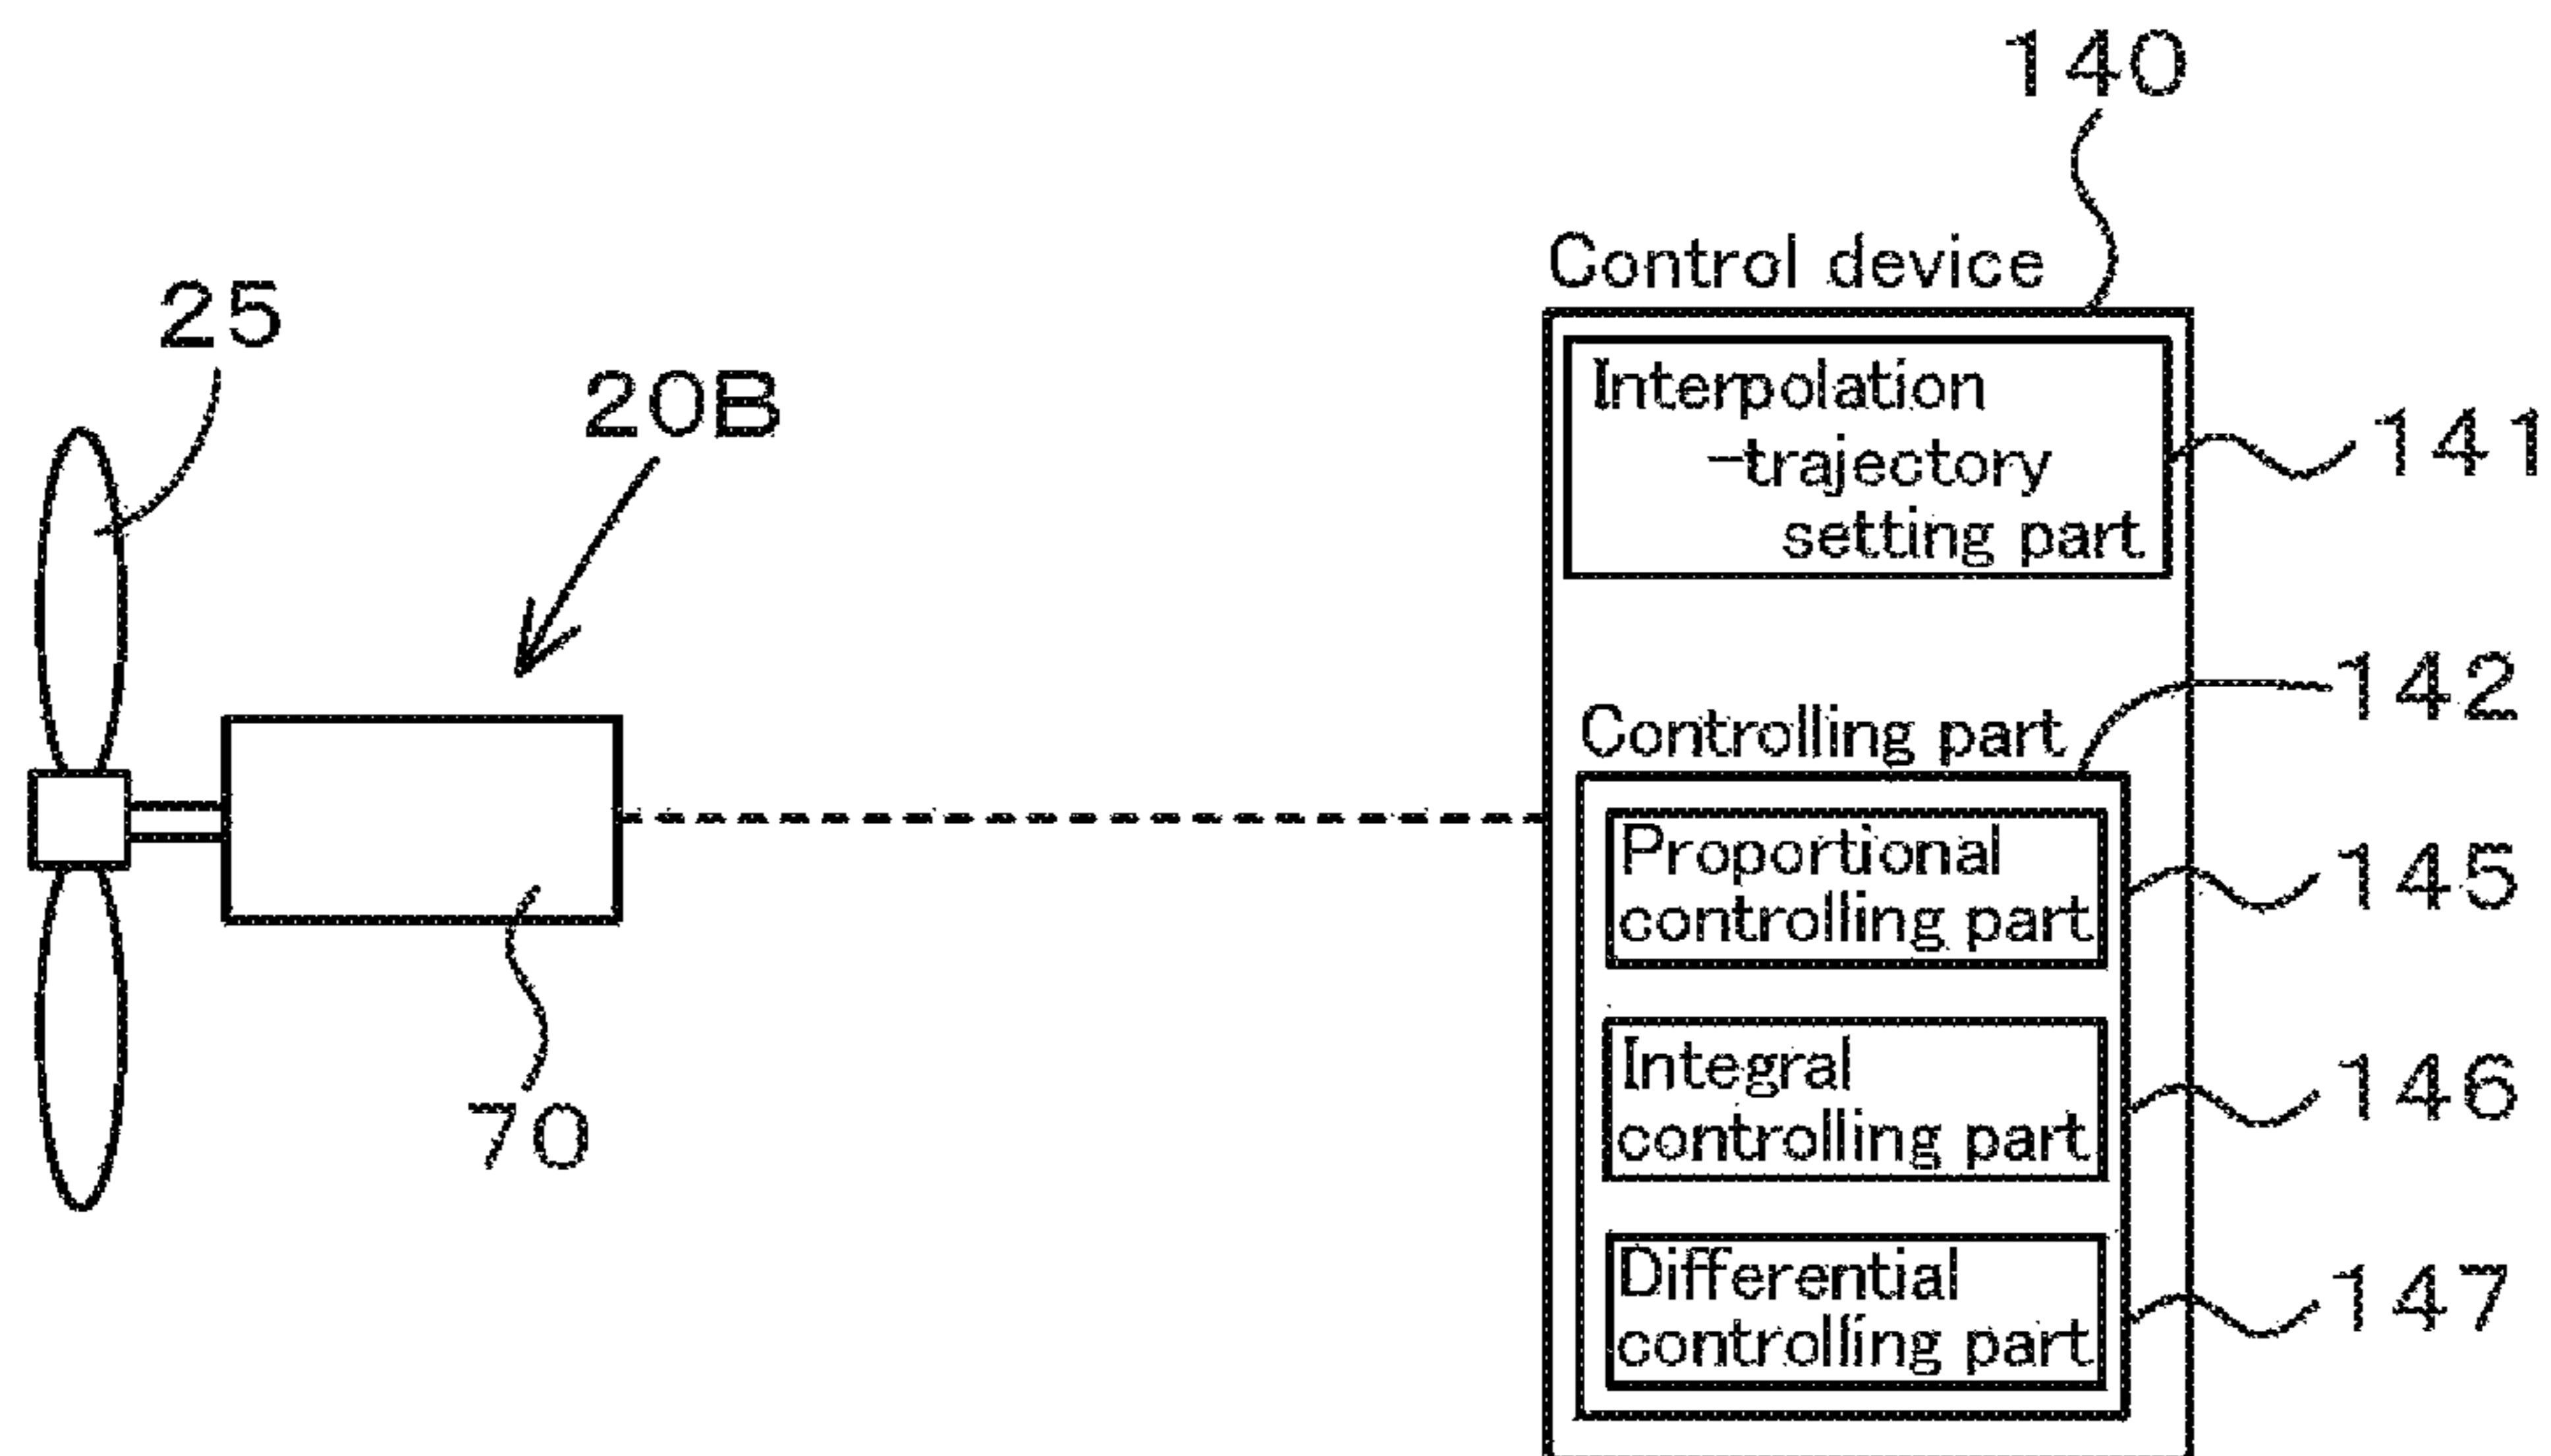 140
Control device
25
20B
Interpolation
-trajectory
setting part
141
142
Controlling part
Proportional
controlling part
145
Integral
controlling part
146
70
Differential
controlling part
147